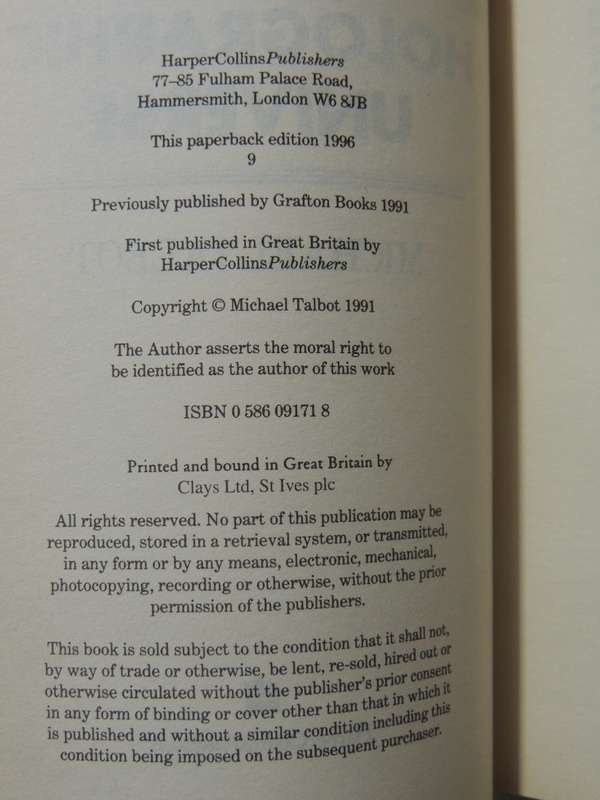 HarperCollinsPublishers
77–85 Fulham Palace Road,
Hammersmith, London W6 8JB
This paperback edition 1996
9
Previously published by Grafton Books 1991
First published in Great Britain by
HarperCollinsPublishers
Copyright © Michael Talbot 1991
The Author asserts the moral right to
be identified as the author of this work
ISBN 0 586 09171 8
Printed and bound in Great Britain by
Clays Ltd, St Ives plc
All rights reserved. No part of this publication may be
reproduced, stored in a retrieval system, or transmitted,
in any form or by any means, electronic, mechanical,
photocopying, recording or otherwise, without the prior
permission of the publishers.
This book is sold subject to the condition that it shall not,
by way of trade or otherwise, be lent, re-sold, hired out or
otherwise circulated without the publisher's prior consent
in any form of binding or cover other than that in which it
is published and without a similar condition including this
condition being imposed on the subsequent purchaser.